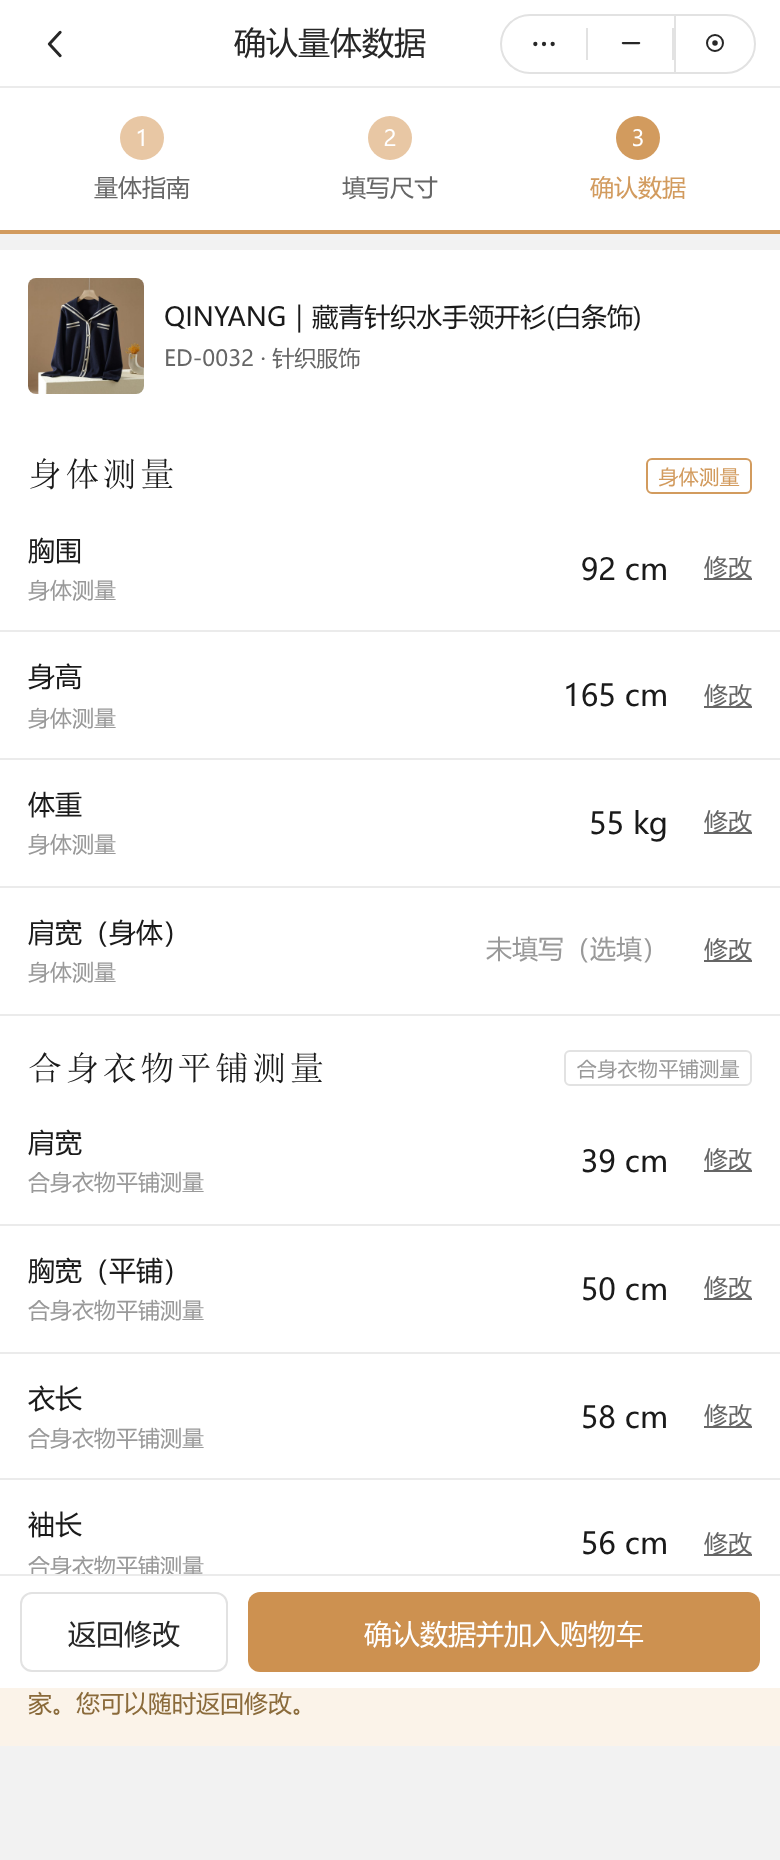 确认量体数据
1
2
3
量体指南
填写尺寸
确认数据
QINYANG | 藏青针织水手领开衫(白条饰)
ED-0032 · 针织服饰
身体测量
身体测量
胸围
身体测量
92 cm
修改
身高
身体测量
165 cm
修改
体重
身体测量
55 kg
修改
肩宽（身体）
身体测量
未填写（选填）
修改
合身衣物平铺测量
合身衣物平铺测量
肩宽
合身衣物平铺测量
39 cm
修改
胸宽（平铺）
合身衣物平铺测量
50 cm
修改
衣长
合身衣物平铺测量
58 cm
修改
袖长
合身衣物平铺测量
56 cm
修改
返回修改
确认数据并加入购物车
家。您可以随时返回修改。